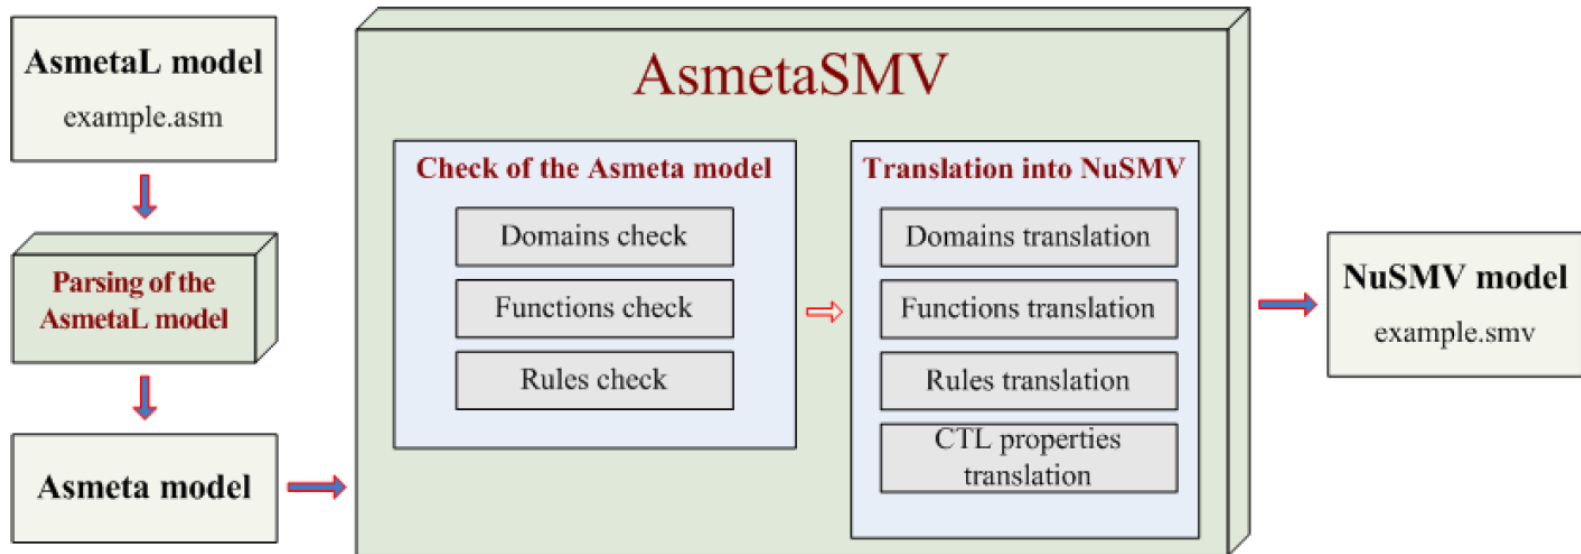 AsmetaL model
example.asm
Parsing of the
AsmetaL model
Asmeta model
AsmetaSMV
Check of the Asmeta model
Domains check
Functions check
Rules check
Translation into NuSMV
Domains translation
Functions translation
Rules translation
CTL properties
translation
NuSMV model
example.smv